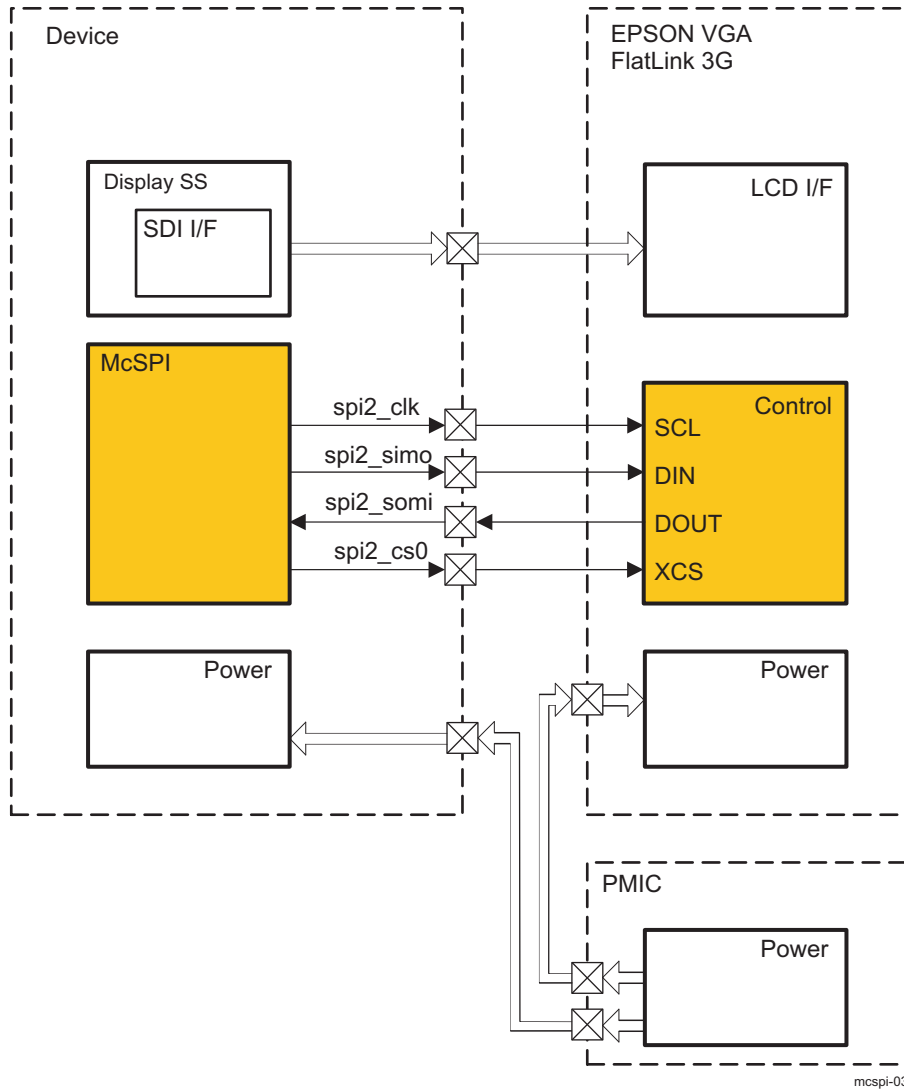 Device
EPSON VGA
FlatLink 3G
Display SS
SDI I/F
LCD I/F
McSPI
Control
spi2_clk
SCL
spi2_simo
DIN
spi2_somi
DOUT
spi2_cs0
XCS
Power
Power
PMIC
Power